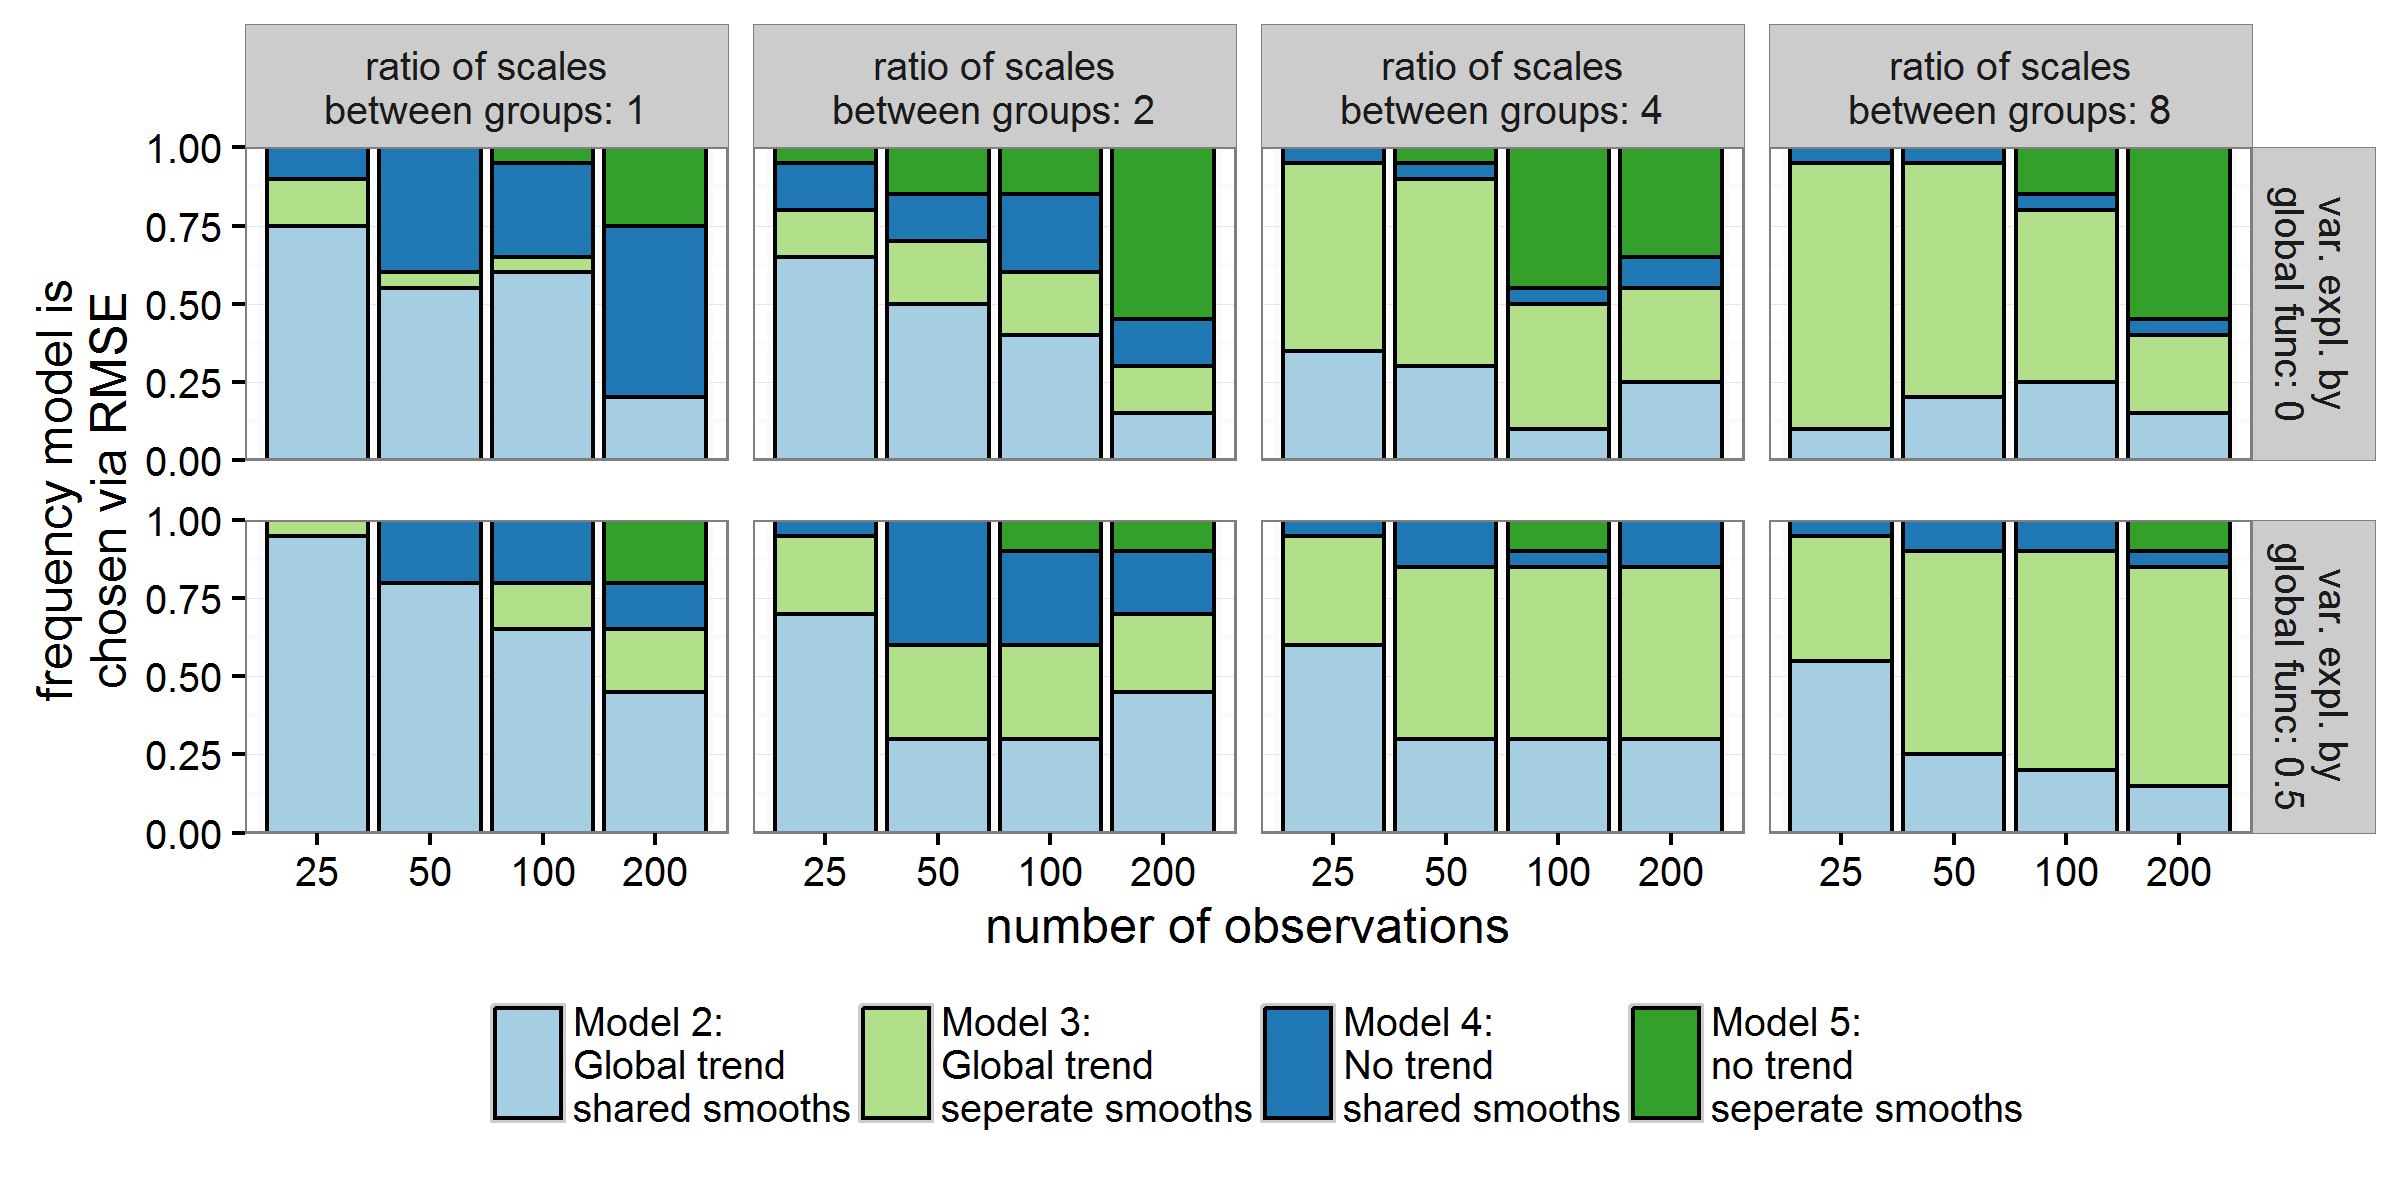 ratio of scales
between groups: 1
ratio of scales
between groups: 2
ratio of scales
between groups: 4
ratio of scales
between groups: 8
frequency model is
chosen via RMSE
1.00
0.75
0.50
0.25
0.00
var. expl. by
global func: 0
1.00
0.75
0.50
0.25
0.00
var. expl. by
global func: 0.5
25 50 100 200
25 50 100 200
25 50 100 200
25 50 100 200
number of observations
Model 2:
Global trend
shared smooths
Model 3:
Global trend
seperate smooths
Model 4:
No trend
shared smooths
Model 5:
no trend
seperate smooths